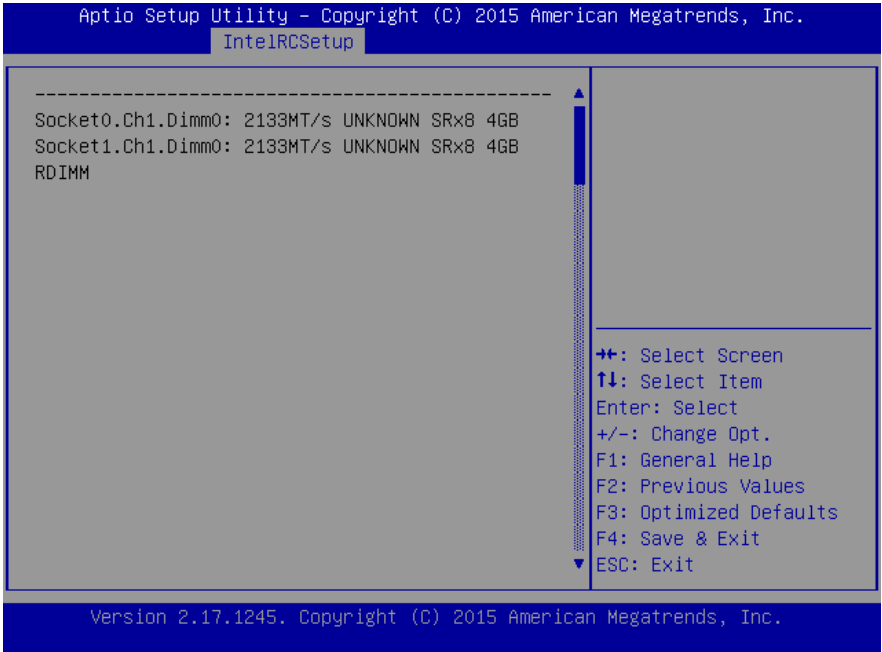 Aptio Setup Utility – Copyright (C) 2015 American Megatrends, Inc.
IntelRCSetup
-----------------------------------------------
Socket0.Ch1.Dimm0: 2133MT/s UNKNOWN SRx8 4GB
Socket1.Ch1.Dimm0: 2133MT/s UNKNOWN SRx8 4GB
RDIMM
→←: Select Screen
↑↓: Select Item
Enter: Select
+/-: Change Opt.
F1: General Help
F2: Previous Values
F3: Optimized Defaults
F4: Save & Exit
ESC: Exit
Version 2.17.1245. Copyright (C) 2015 American Megatrends, Inc.